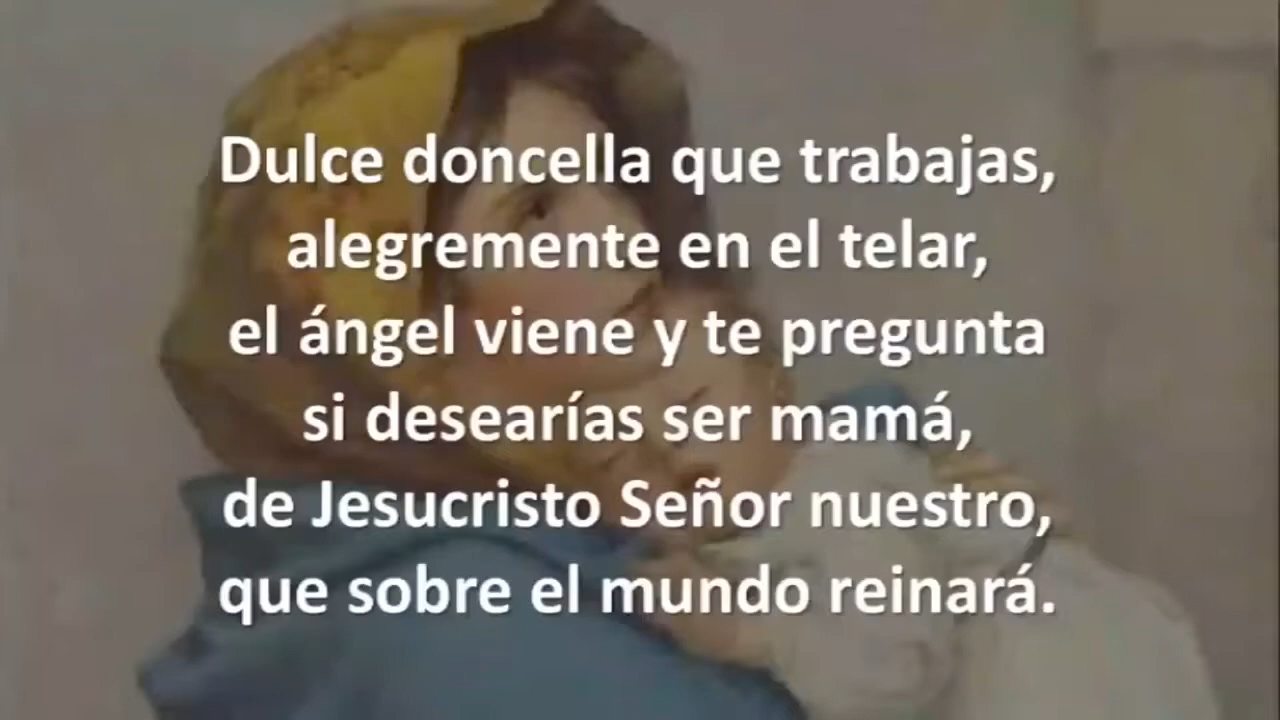 Dulce doncella que trabajas,
alegremente en el telar,
el ángel viene y te pregunta
si desearías ser mamá,
de Jesucristo Señor nuestro,
que sobre el mundo reinará.